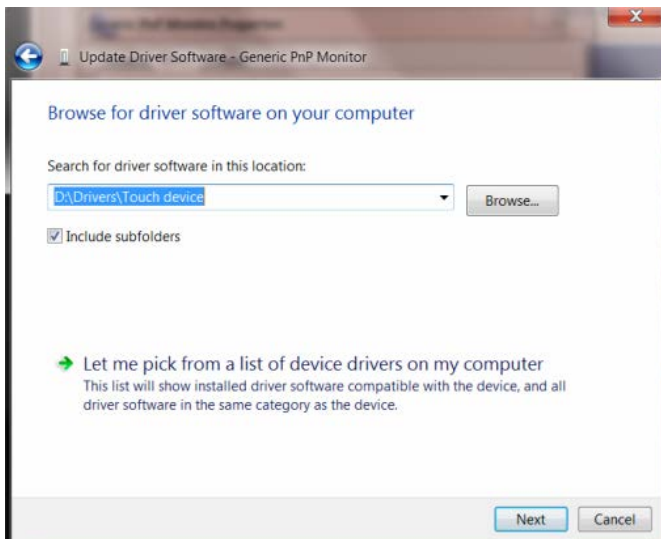 Update Driver Software - Generic PnP Monitor
Browse for driver software on your computer
Search for driver software in this location:
D:\Drivers\Touch device
Browse...
Include subfolders
Let me pick from a list of device drivers on my computer
This list will show installed driver software compatible with the device, and all
driver software in the same category as the device.
Next
Cancel